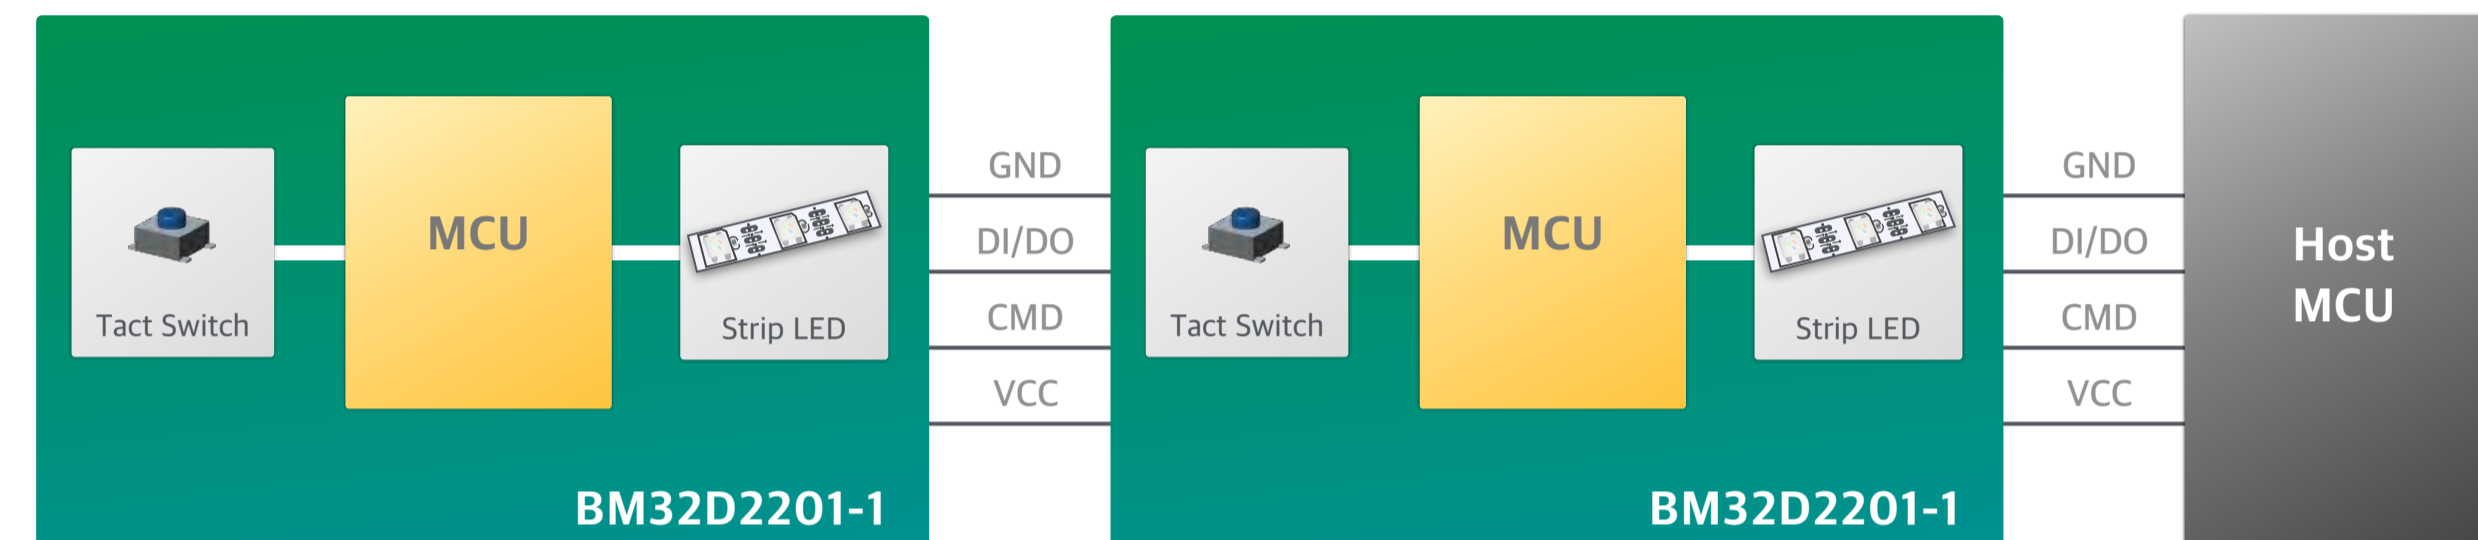 MCU
Tact Switch
Strip LED
BM32D2201-1
GND
DI/DO
CMD
VCC
MCU
Tact Switch
Strip LED
BM32D2201-1
GND
DI/DO
CMD
VCC
Host
MCU